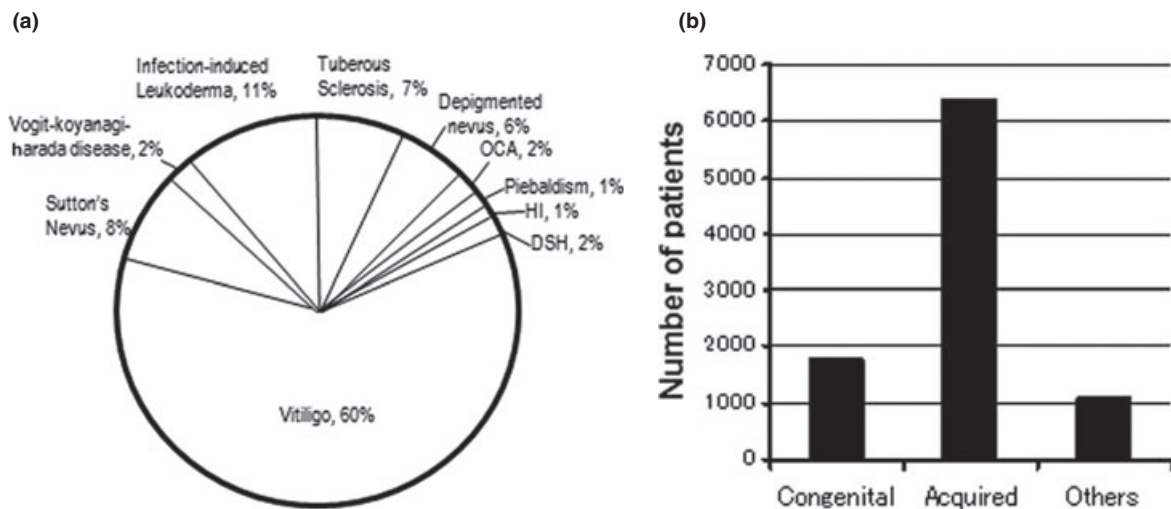 (a)
Infection-induced
Leukoderma, 11%
Tuberous
Sclerosis, 7%
Depigmented
nevus, 6%
OCA, 2%
Piebaldism, 1%
HI, 1%
DSH, 2%
Vogit-koyanagi-
harada disease, 2%
Sutton's
Nevus, 8%
Vitiligo, 60%
(b)
Number of patients
7000
6000
5000
4000
3000
2000
1000
0
Congenital Acquired Others